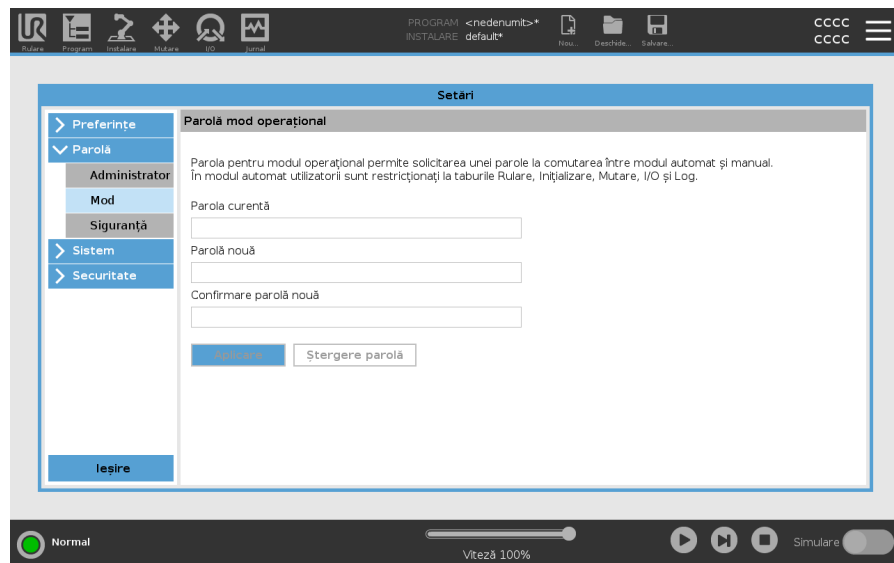 PROGRAM <nedenumit>*
INSTALARE default*
cccc
cccc
Rulare Program Instalare Mutare I/O Jurnal Nou... Deschide... Salvare...
Setări
Preferințe
Parolă
Administrator
Mod
Siguranță
Sistem
Securitate
Ieșire
Parolă mod operațional
Parola pentru modul operațional permite solicitarea unei parole la comutarea între modul automat și manual.
În modul automat utilizatorii sunt restricționați la taburile Rulare, Inițializare, Mutare, I/O și Log.
Parola curentă
Parolă nouă
Confirmare parolă nouă
Aplicare Ștergere parolă
Normal
Viteză 100%
Simulare